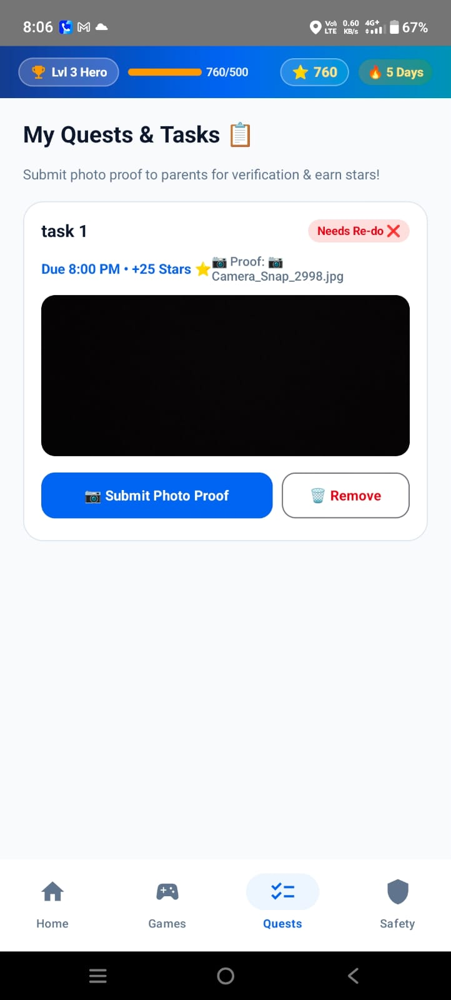 8:06
Vo)) LTE 0.60 KB/s 4G+ 67%
🏆 Lvl 3 Hero 760/500 ⭐ 760 🔥 5 Days
My Quests & Tasks 📋
Submit photo proof to parents for verification & earn stars!
task 1
Needs Re-do ❌
Due 8:00 PM • +25 Stars ⭐
📷 Proof: 📷
Camera_Snap_2998.jpg
📷 Submit Photo Proof
🗑️ Remove
Home
Games
Quests
Safety